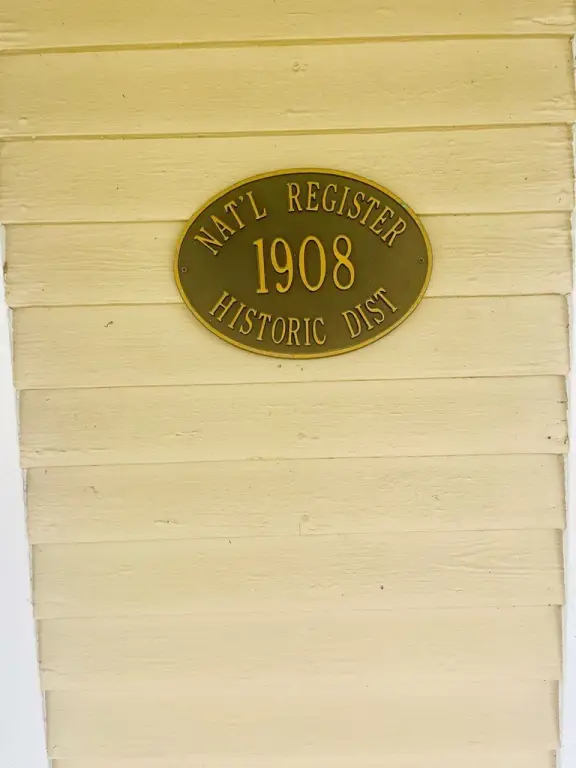 NAT'L REGISTER
1908
HISTORIC DIST